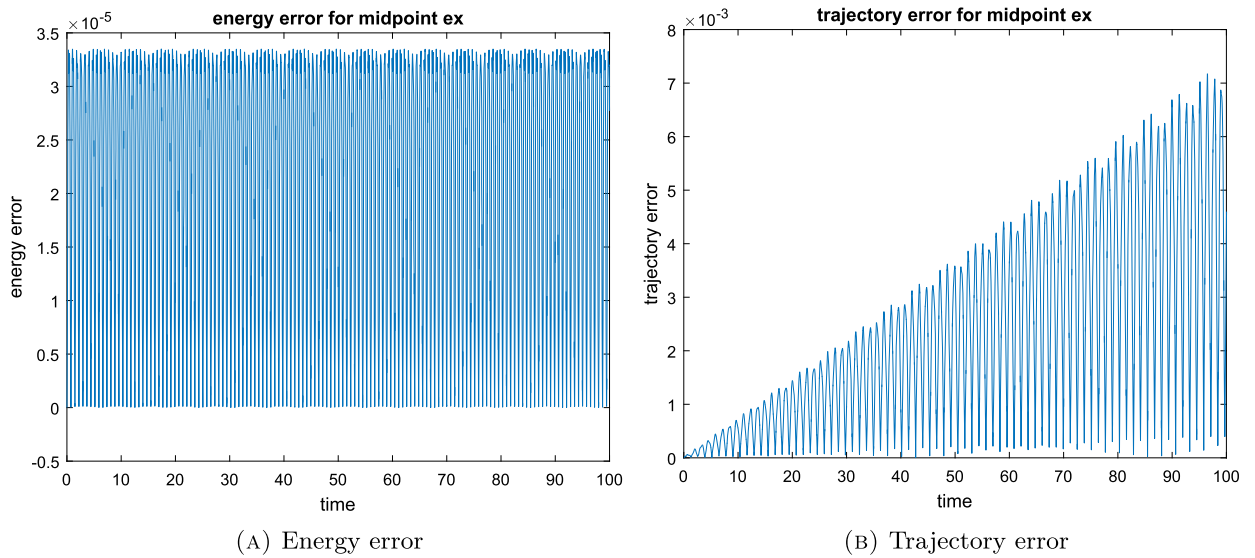 energy error for midpoint ex
×10-5
3.5
3
2.5
2
1.5
1
0.5
0
-0.5
energy error
0 10 20 30 40 50 60 70 80 90 100
time
(A) Energy error
trajectory error for midpoint ex
×10-3
8
7
6
5
4
3
2
1
0
trajectory error
0 10 20 30 40 50 60 70 80 90 100
time
(B) Trajectory error